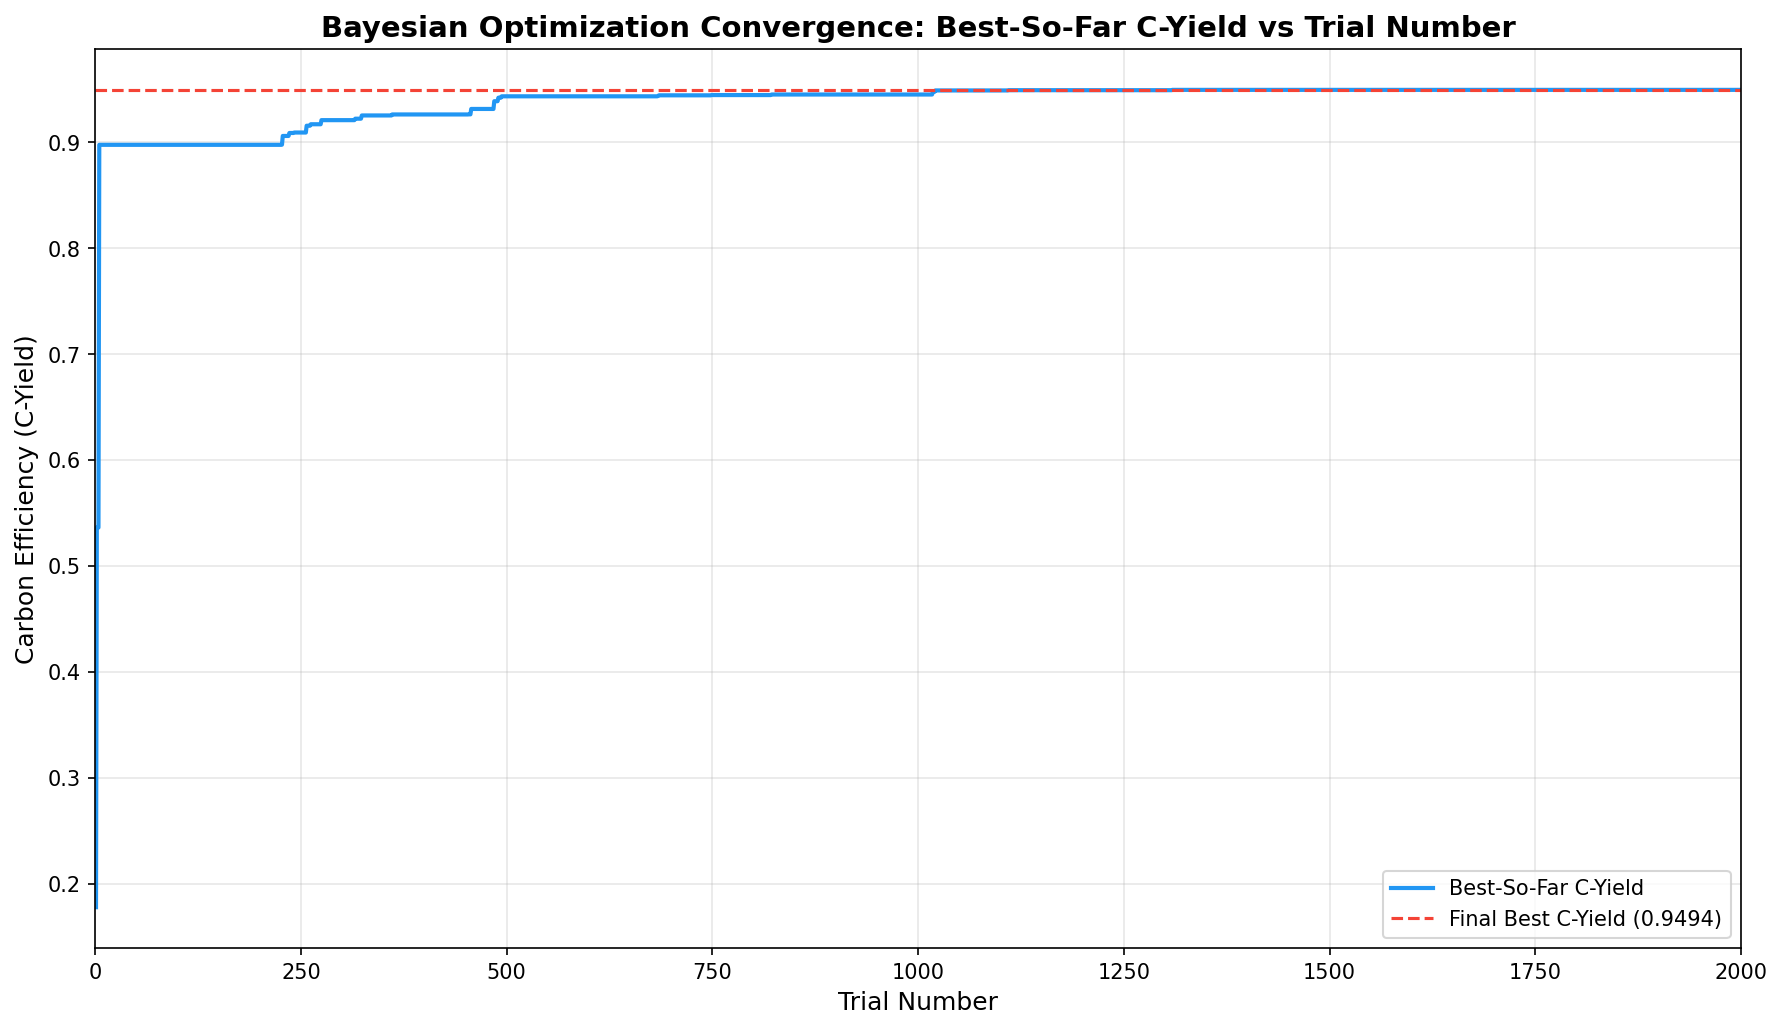 Bayesian Optimization Convergence: Best-So-Far C-Yield vs Trial Number
Carbon Efficiency (C-Yield)
0.9
0.8
0.7
0.6
0.5
0.4
0.3
0.2
Best-So-Far C-Yield
Final Best C-Yield (0.9494)
0 250 500 750 1000 1250 1500 1750 2000
Trial Number